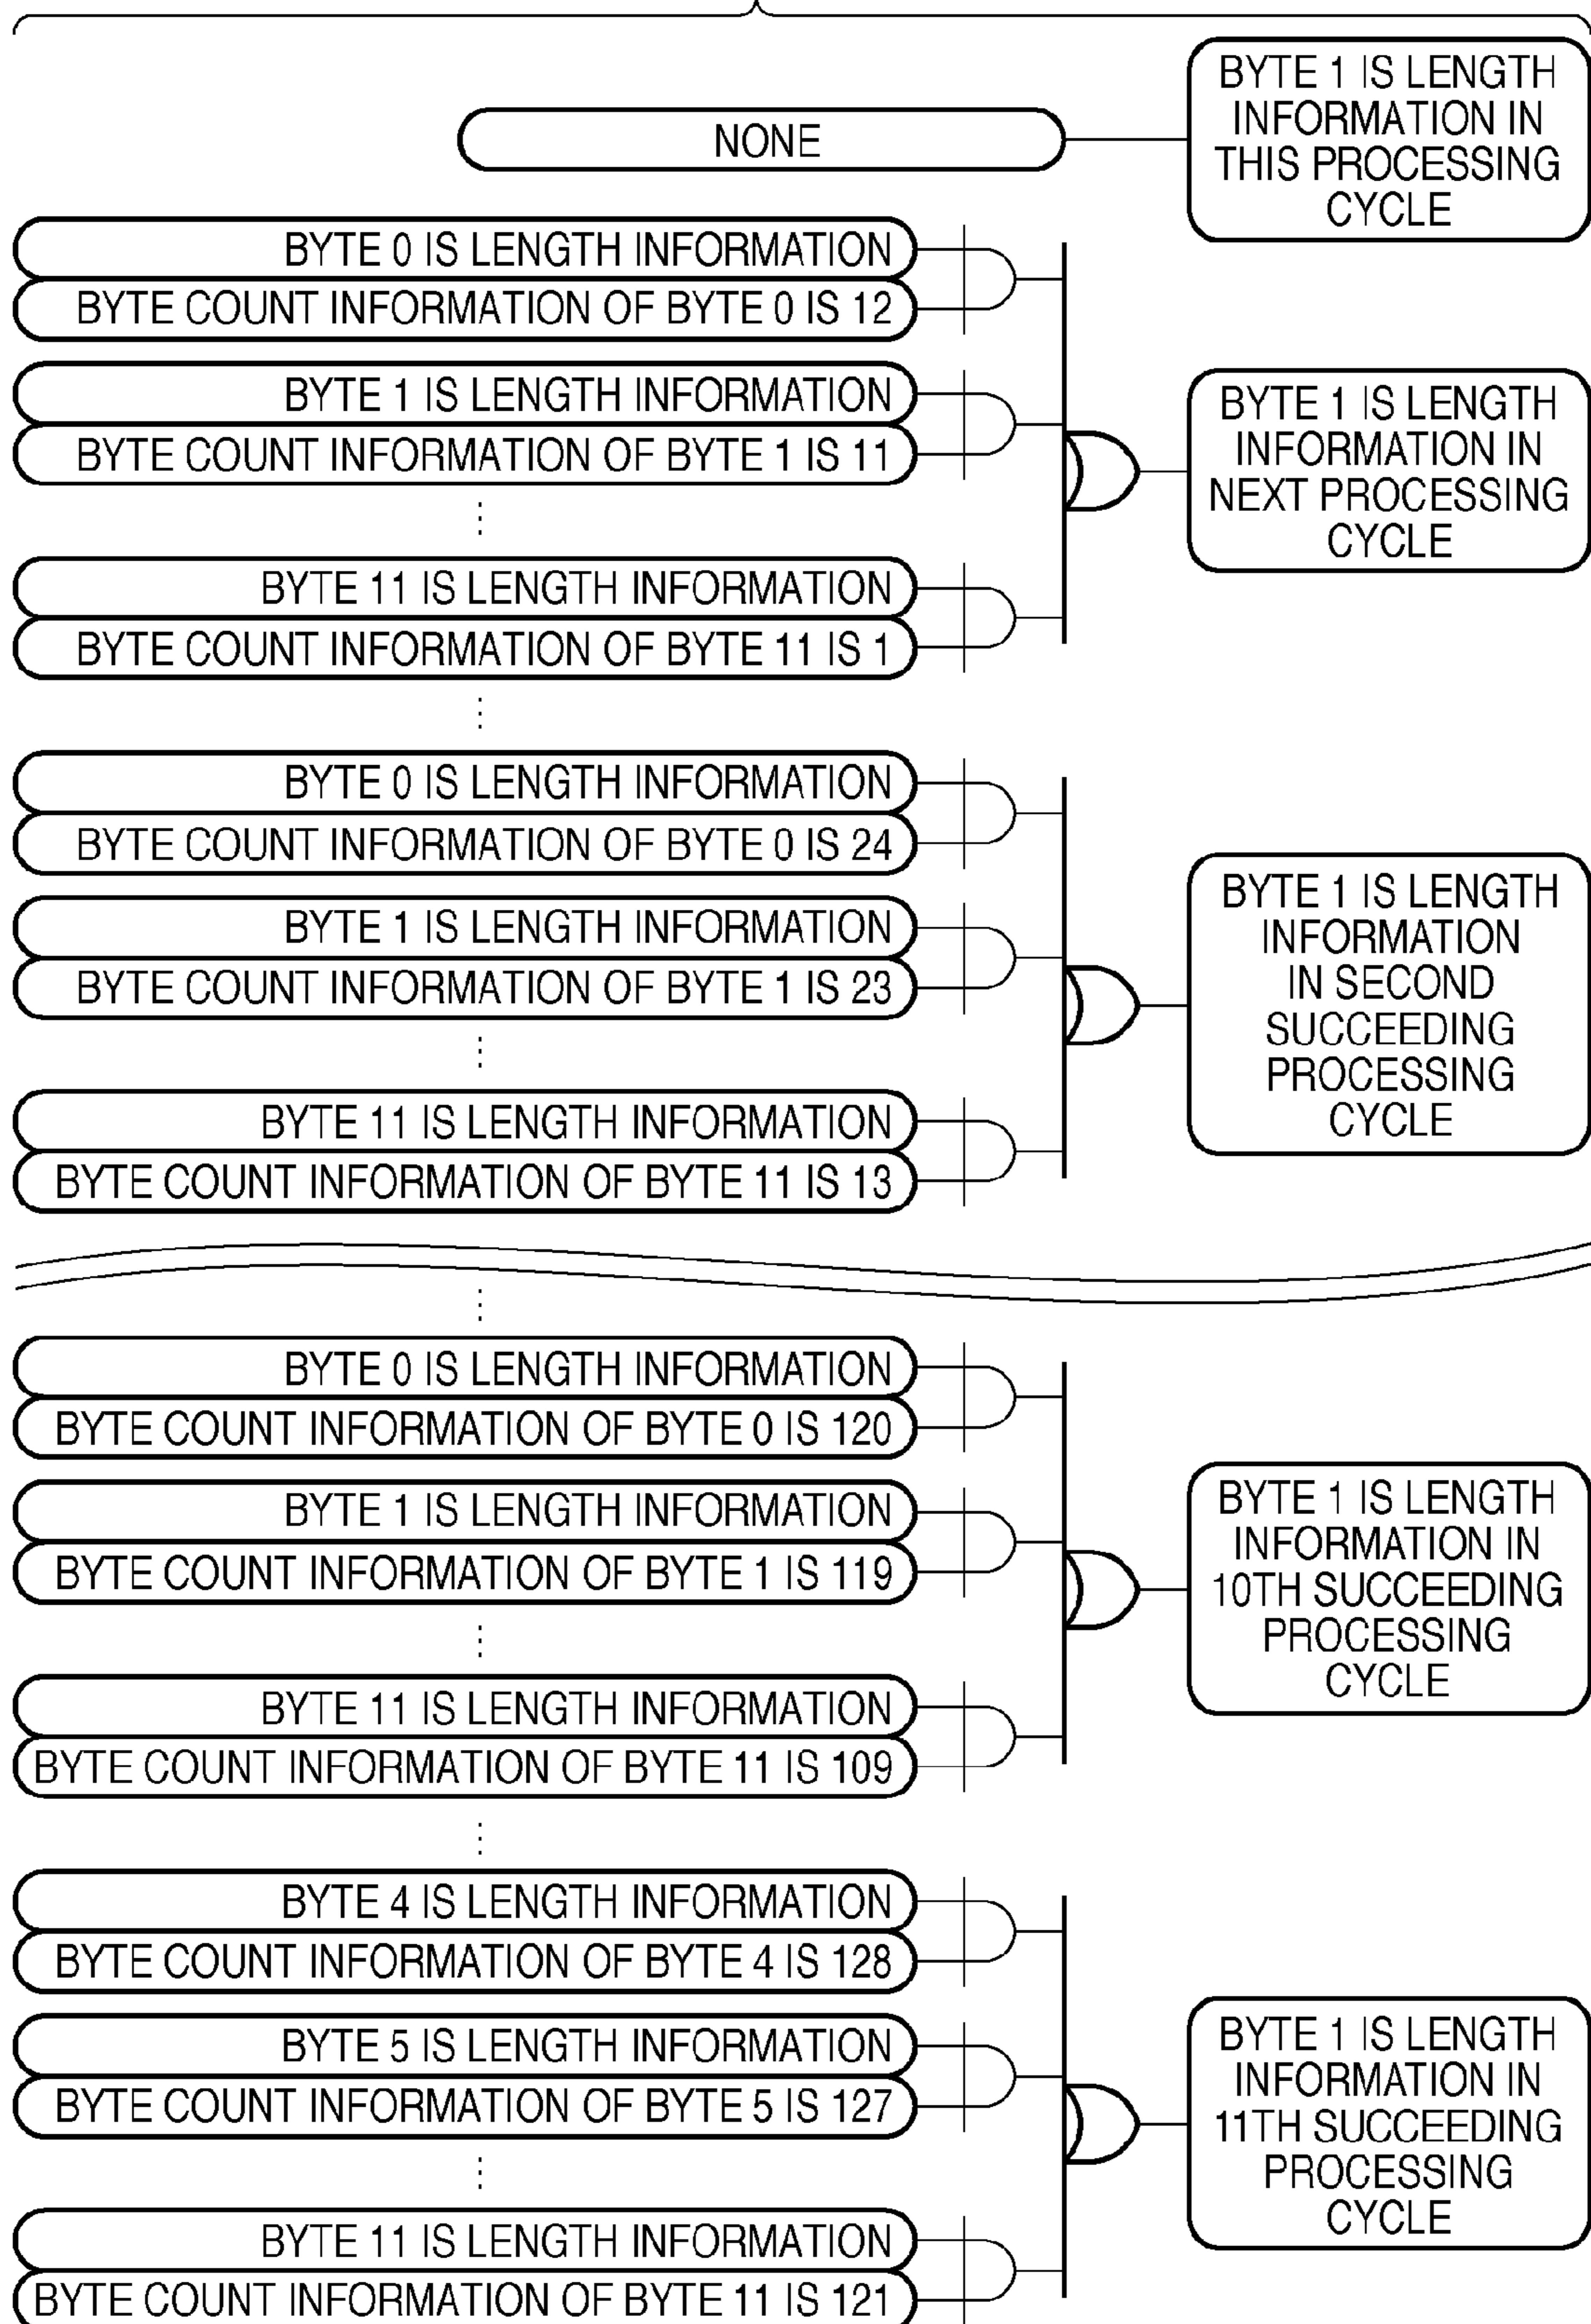 NONE
BYTE 1 IS LENGTH
INFORMATION IN
THIS PROCESSING
CYCLE
BYTE 0 IS LENGTH INFORMATION
BYTE COUNT INFORMATION OF BYTE 0 IS 12
BYTE 1 IS LENGTH INFORMATION
BYTE COUNT INFORMATION OF BYTE 1 IS 11
BYTE 11 IS LENGTH INFORMATION
BYTE COUNT INFORMATION OF BYTE 11 IS 1
BYTE 1 IS LENGTH
INFORMATION IN
NEXT PROCESSING
CYCLE
BYTE 0 IS LENGTH INFORMATION
BYTE COUNT INFORMATION OF BYTE 0 IS 24
BYTE 1 IS LENGTH INFORMATION
BYTE COUNT INFORMATION OF BYTE 1 IS 23
BYTE 11 IS LENGTH INFORMATION
BYTE COUNT INFORMATION OF BYTE 11 IS 13
BYTE 1 IS LENGTH
INFORMATION
IN SECOND
SUCCEEDING
PROCESSING
CYCLE
BYTE 0 IS LENGTH INFORMATION
BYTE COUNT INFORMATION OF BYTE 0 IS 120
BYTE 1 IS LENGTH INFORMATION
BYTE COUNT INFORMATION OF BYTE 1 IS 119
BYTE 11 IS LENGTH INFORMATION
BYTE COUNT INFORMATION OF BYTE 11 IS 109
BYTE 1 IS LENGTH
INFORMATION IN
10TH SUCCEEDING
PROCESSING
CYCLE
BYTE 4 IS LENGTH INFORMATION
BYTE COUNT INFORMATION OF BYTE 4 IS 128
BYTE 5 IS LENGTH INFORMATION
BYTE COUNT INFORMATION OF BYTE 5 IS 127
BYTE 11 IS LENGTH INFORMATION
BYTE COUNT INFORMATION OF BYTE 11 IS 121
BYTE 1 IS LENGTH
INFORMATION IN
11TH SUCCEEDING
PROCESSING
CYCLE